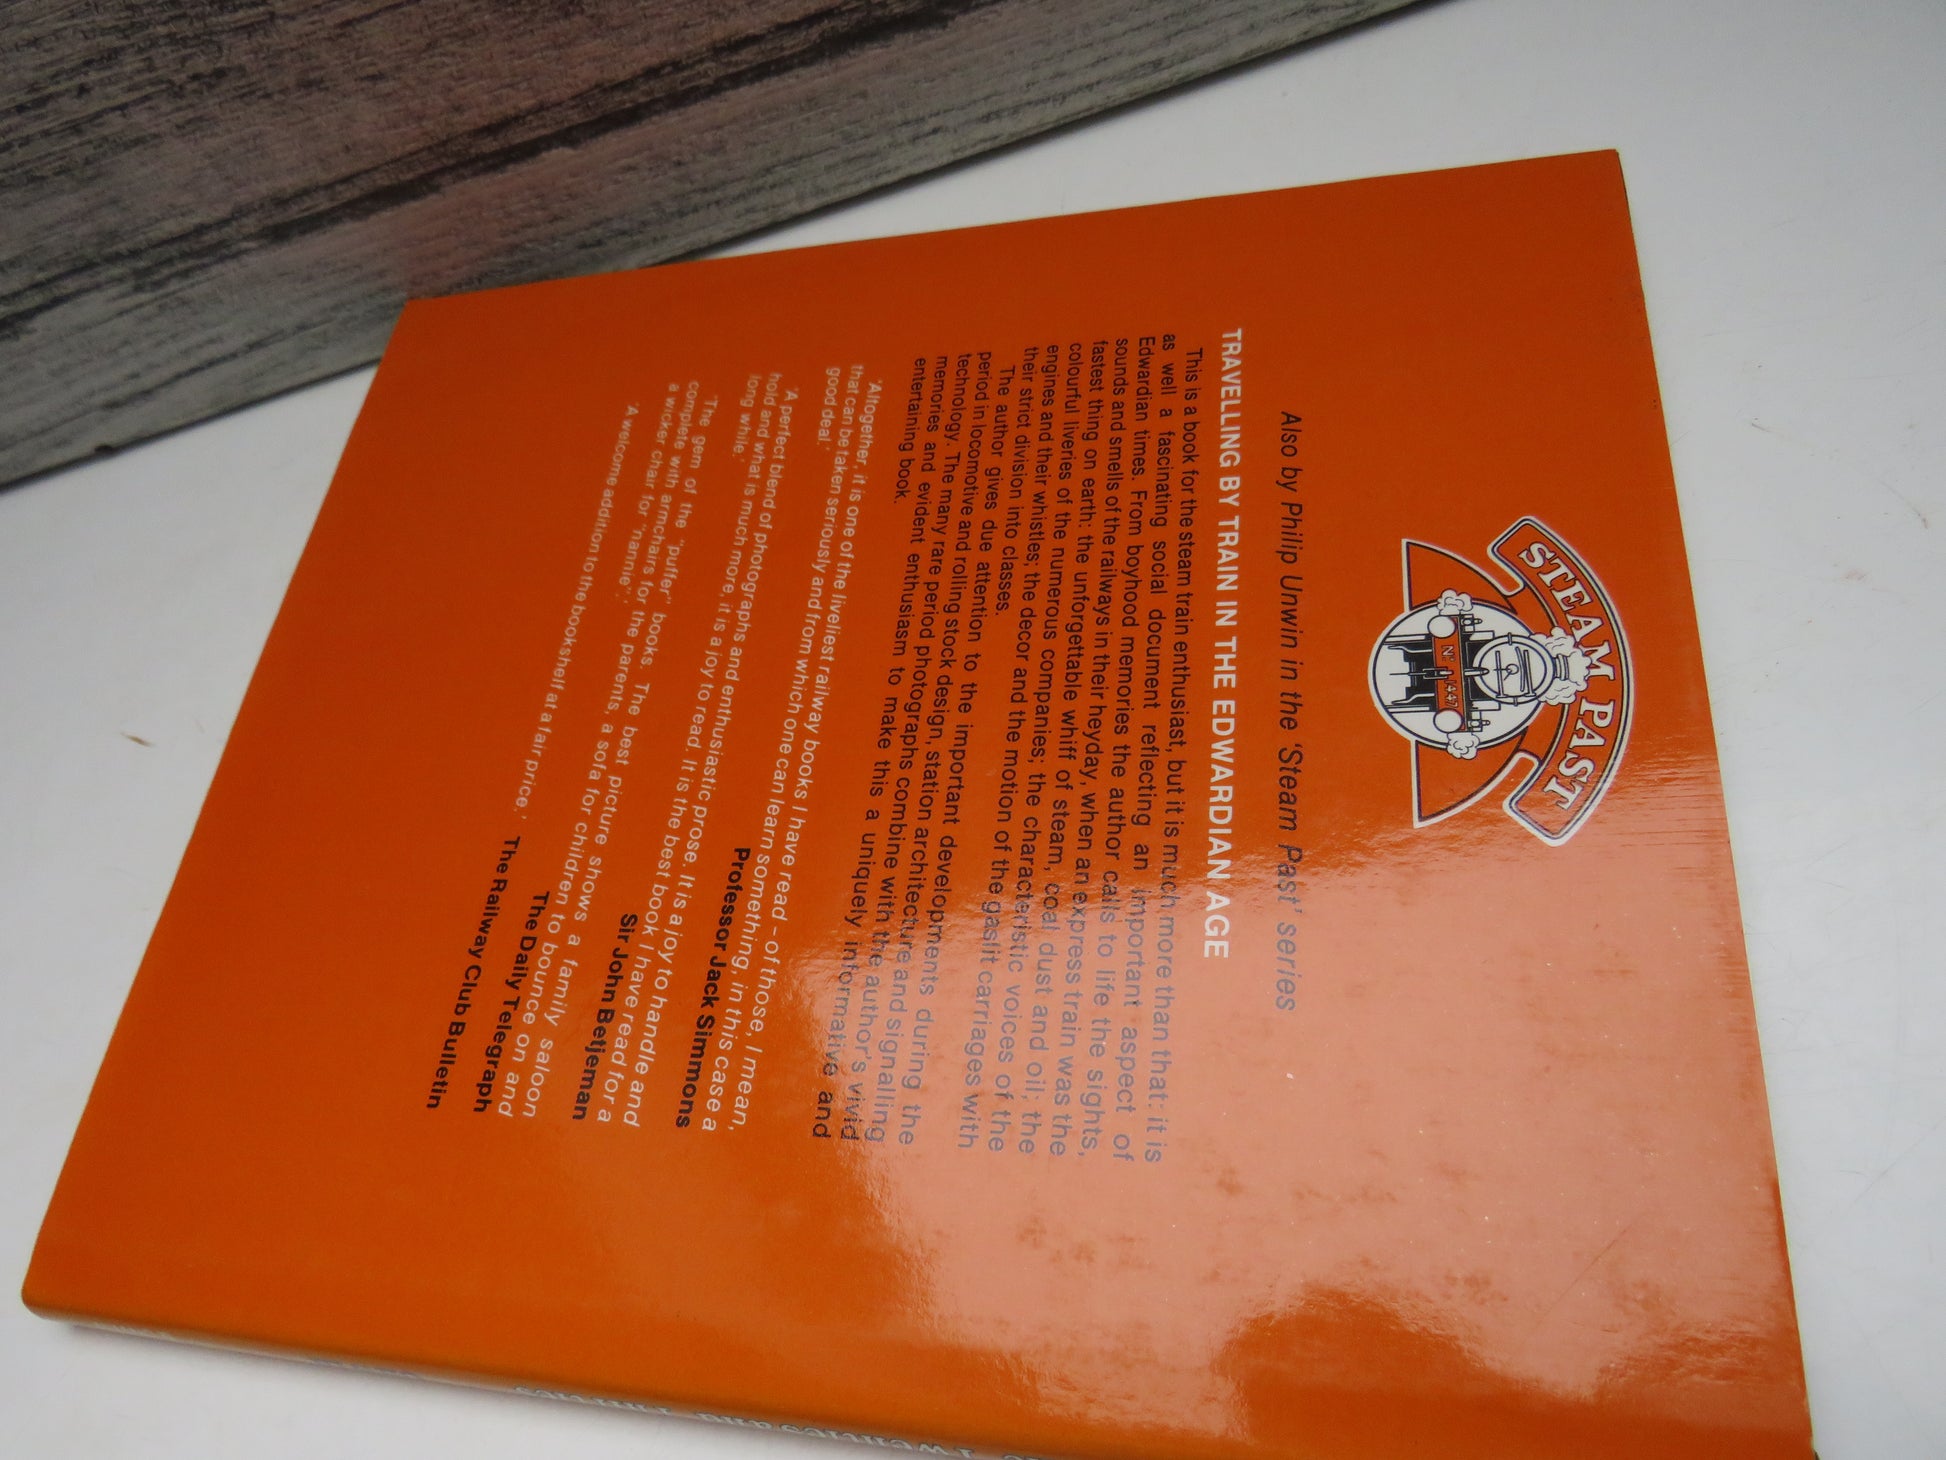 STEAM PAST
Nº 1447
Also by Philip Unwin in the 'Steam Past' series
TRAVELLING BY TRAIN IN THE EDWARDIAN AGE
This is a book for the steam train enthusiast, but it is much more than that: it is
as well a fascinating social document reflecting an important aspect of
Edwardian times. From boyhood memories the author calls to life the sights,
sounds and smells of the railways in their heyday, when an express train was the
fastest thing on earth: the unforgettable whiff of steam, coal dust and oil; the
colourful liveries of the numerous companies; the characteristic voices of the
engines and their whistles; the decor and the motion of the gaslit carriages with
their strict division into classes.
The author gives due attention to the important developments during the
period in locomotive and rolling stock design, station architecture and signalling
technology. The many rare period photographs combine with the author's vivid
memories and evident enthusiasm to make this a uniquely informative and
entertaining book.
'Altogether, it is one of the liveliest railway books I have read – of those, I mean,
that can be taken seriously and from which one can learn something, in this case a
good deal.'
Professor Jack Simmons
'A perfect blend of photographs and enthusiastic prose. It is a joy to handle and
hold and what is much more, it is a joy to read. It is the best book I have read for a
long while.'
Sir John Betjeman
'The gem of the "puffer" books. The best picture shows a family saloon
complete with armchairs for the parents, a sofa for children to bounce on and
a wicker chair for "nannie".'
The Daily Telegraph
'A welcome addition to the bookshelf at a fair price.'
The Railway Club Bulletin
Twenties and Thirties